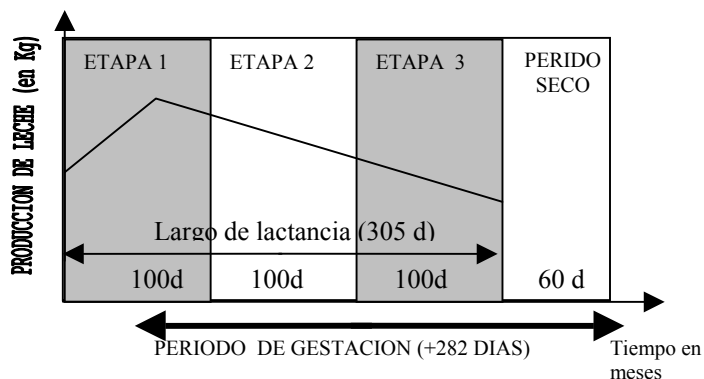 PRODUCCION DE LECHE (en Kg)
ETAPA 1
ETAPA 2
ETAPA 3
PERIDO
SECO
Largo de lactancia (305 d)
100d
100d
100d
60 d
PERIODO DE GESTACION (+282 DIAS)
Tiempo en
meses